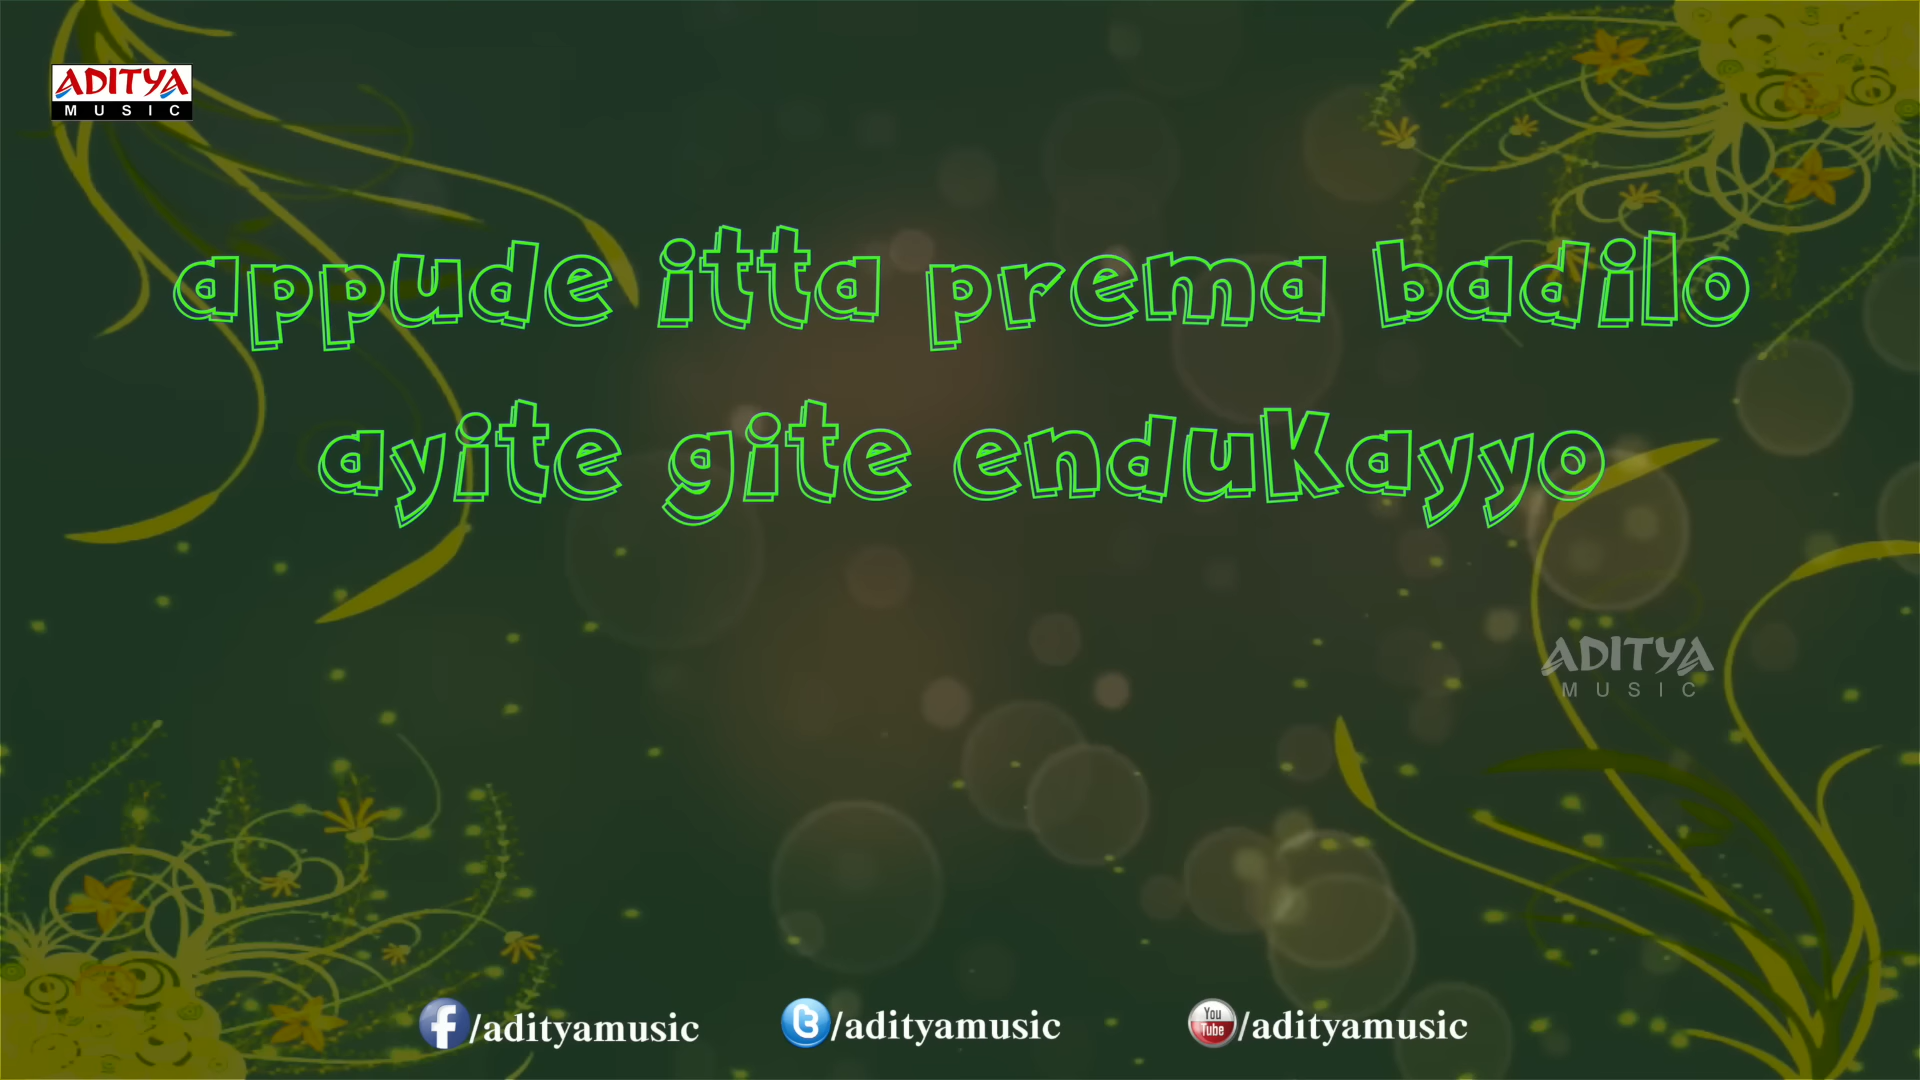 ADITYA
MUSIC
appude itta prema badilo
ayite gite endukayyo
ADITYA
MUSIC
/adityamusic
/adityamusic
You
Tube
/adityamusic